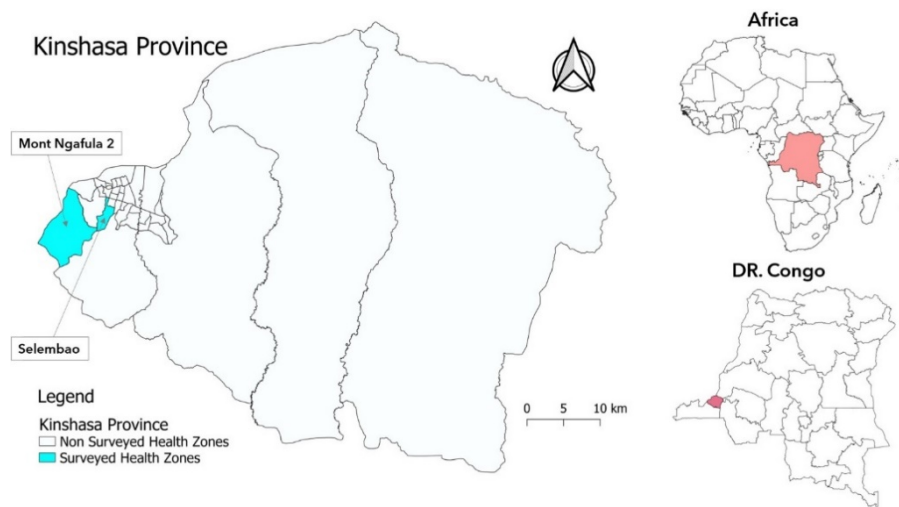 Kinshasa Province
Mont Ngafula 2
Selembao
Legend
Kinshasa Province
Non Surveyed Health Zones
Surveyed Health Zones
0 5 10 km
Africa
DR. Congo